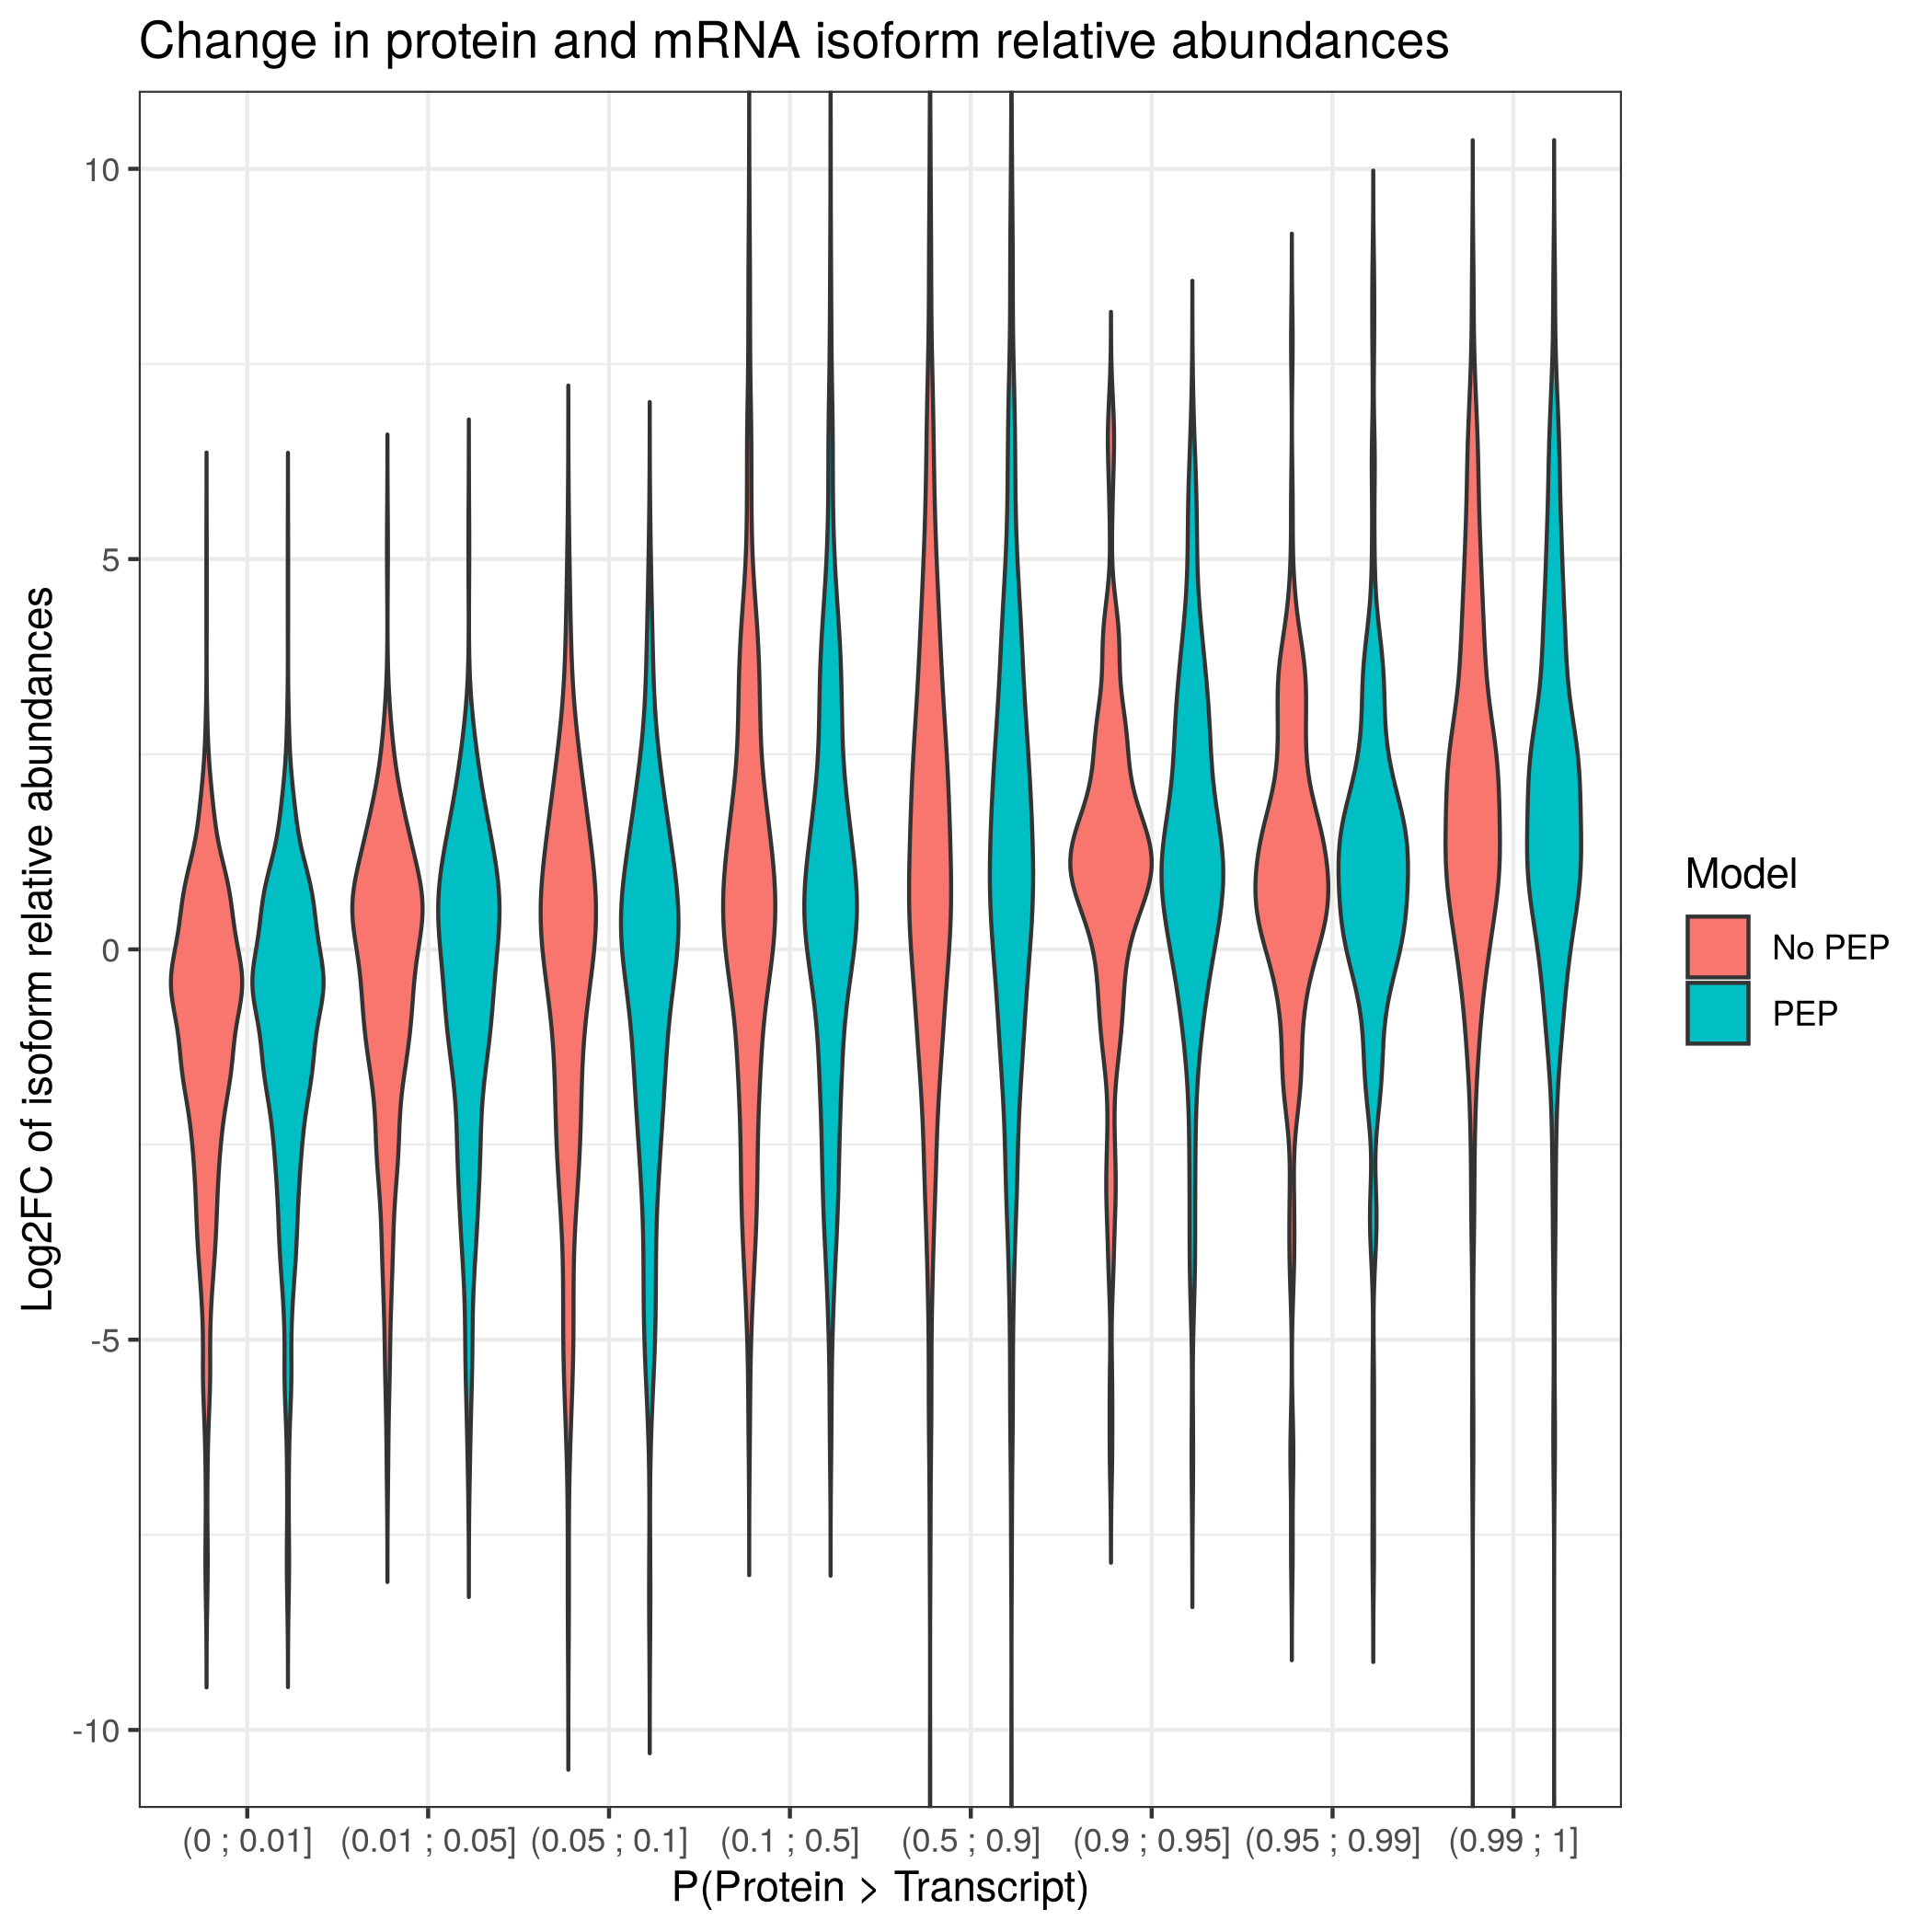 Change in protein and mRNA isoform relative abundances
Log2FC of isoform relative abundances
10
5
0
-5
-10
(0 ; 0.01] (0.01 ; 0.05] (0.05 ; 0.1] (0.1 ; 0.5] (0.5 ; 0.9] (0.9 ; 0.95] (0.95 ; 0.99] (0.99 ; 1]
P(Protein > Transcript)
Model
No PEP
PEP